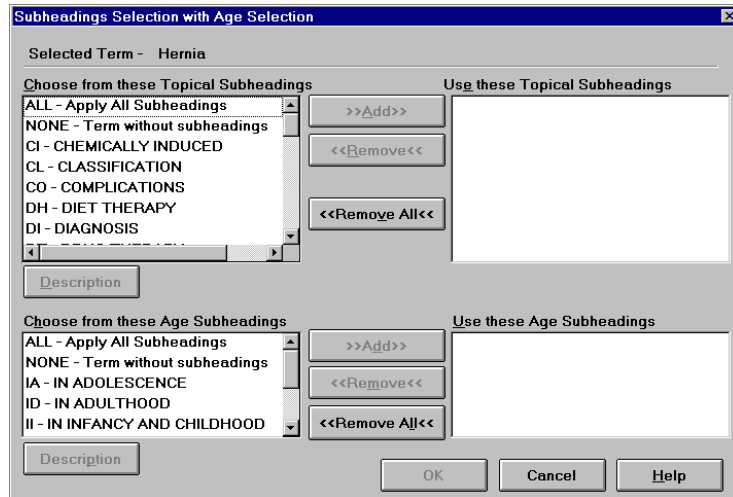 Subheadings Selection with Age Selection
Selected Term - Hernia
Choose from these Topical Subheadings
Use these Topical Subheadings
ALL - Apply All Subheadings
NONE - Term without subheadings
CI - CHEMICALLY INDUCED
CL - CLASSIFICATION
CO - COMPLICATIONS
DH - DIET THERAPY
DI - DIAGNOSIS
>>Add>>
<<Remove<<
<<Remove All<<
Description
Choose from these Age Subheadings
Use these Age Subheadings
ALL - Apply All Subheadings
NONE - Term without subheadings
IA - IN ADOLESCENCE
ID - IN ADULTHOOD
II - IN INFANCY AND CHILDHOOD
>>Add>>
<<Remove<<
<<Remove All<<
Description
OK
Cancel
Help